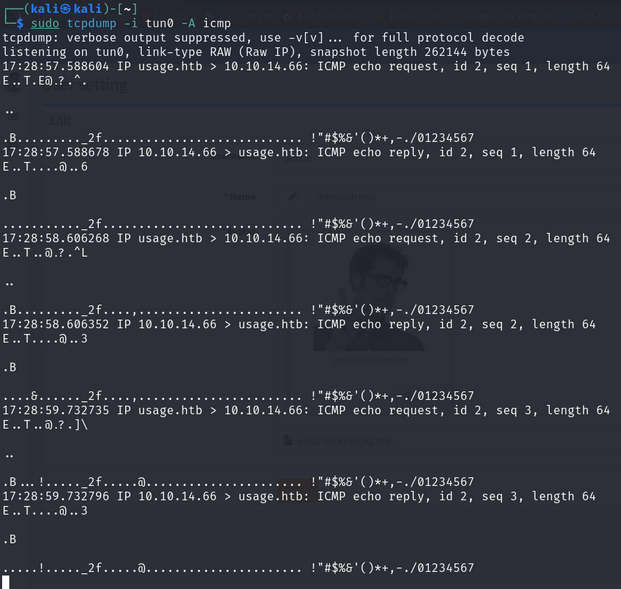 ┌──(kali㉿kali)-[~]
└─$ sudo tcpdump -i tun0 -A icmp
tcpdump: verbose output suppressed, use -v[v]... for full protocol decode
listening on tun0, link-type RAW (Raw IP), snapshot length 262144 bytes
17:28:57.588604 IP usage.htb > 10.10.14.66: ICMP echo request, id 2, seq 1, length 64
E..T.E@.?.^.
..
.B........._2f.......................... !"#$%&'()*+,-./01234567
17:28:57.588678 IP 10.10.14.66 > usage.htb: ICMP echo reply, id 2, seq 1, length 64
E..T....@..6
.B
..........._2f.......................... !"#$%&'()*+,-./01234567
17:28:58.606268 IP usage.htb > 10.10.14.66: ICMP echo request, id 2, seq 2, length 64
E..T..@.?.^L
..
.B........._2f....,..................... !"#$%&'()*+,-./01234567
17:28:58.606352 IP 10.10.14.66 > usage.htb: ICMP echo reply, id 2, seq 2, length 64
E..T....@..3
.B
....&......_2f....,..................... !"#$%&'()*+,-./01234567
17:28:59.732735 IP usage.htb > 10.10.14.66: ICMP echo request, id 2, seq 3, length 64
E..T..@.?.]\
..
.B...!....._2f.....@.................... !"#$%&'()*+,-./01234567
17:28:59.732796 IP 10.10.14.66 > usage.htb: ICMP echo reply, id 2, seq 3, length 64
E..T....@..3
.B
.....!....._2f.....@.................... !"#$%&'()*+,-./01234567
setting
Edit
* Name